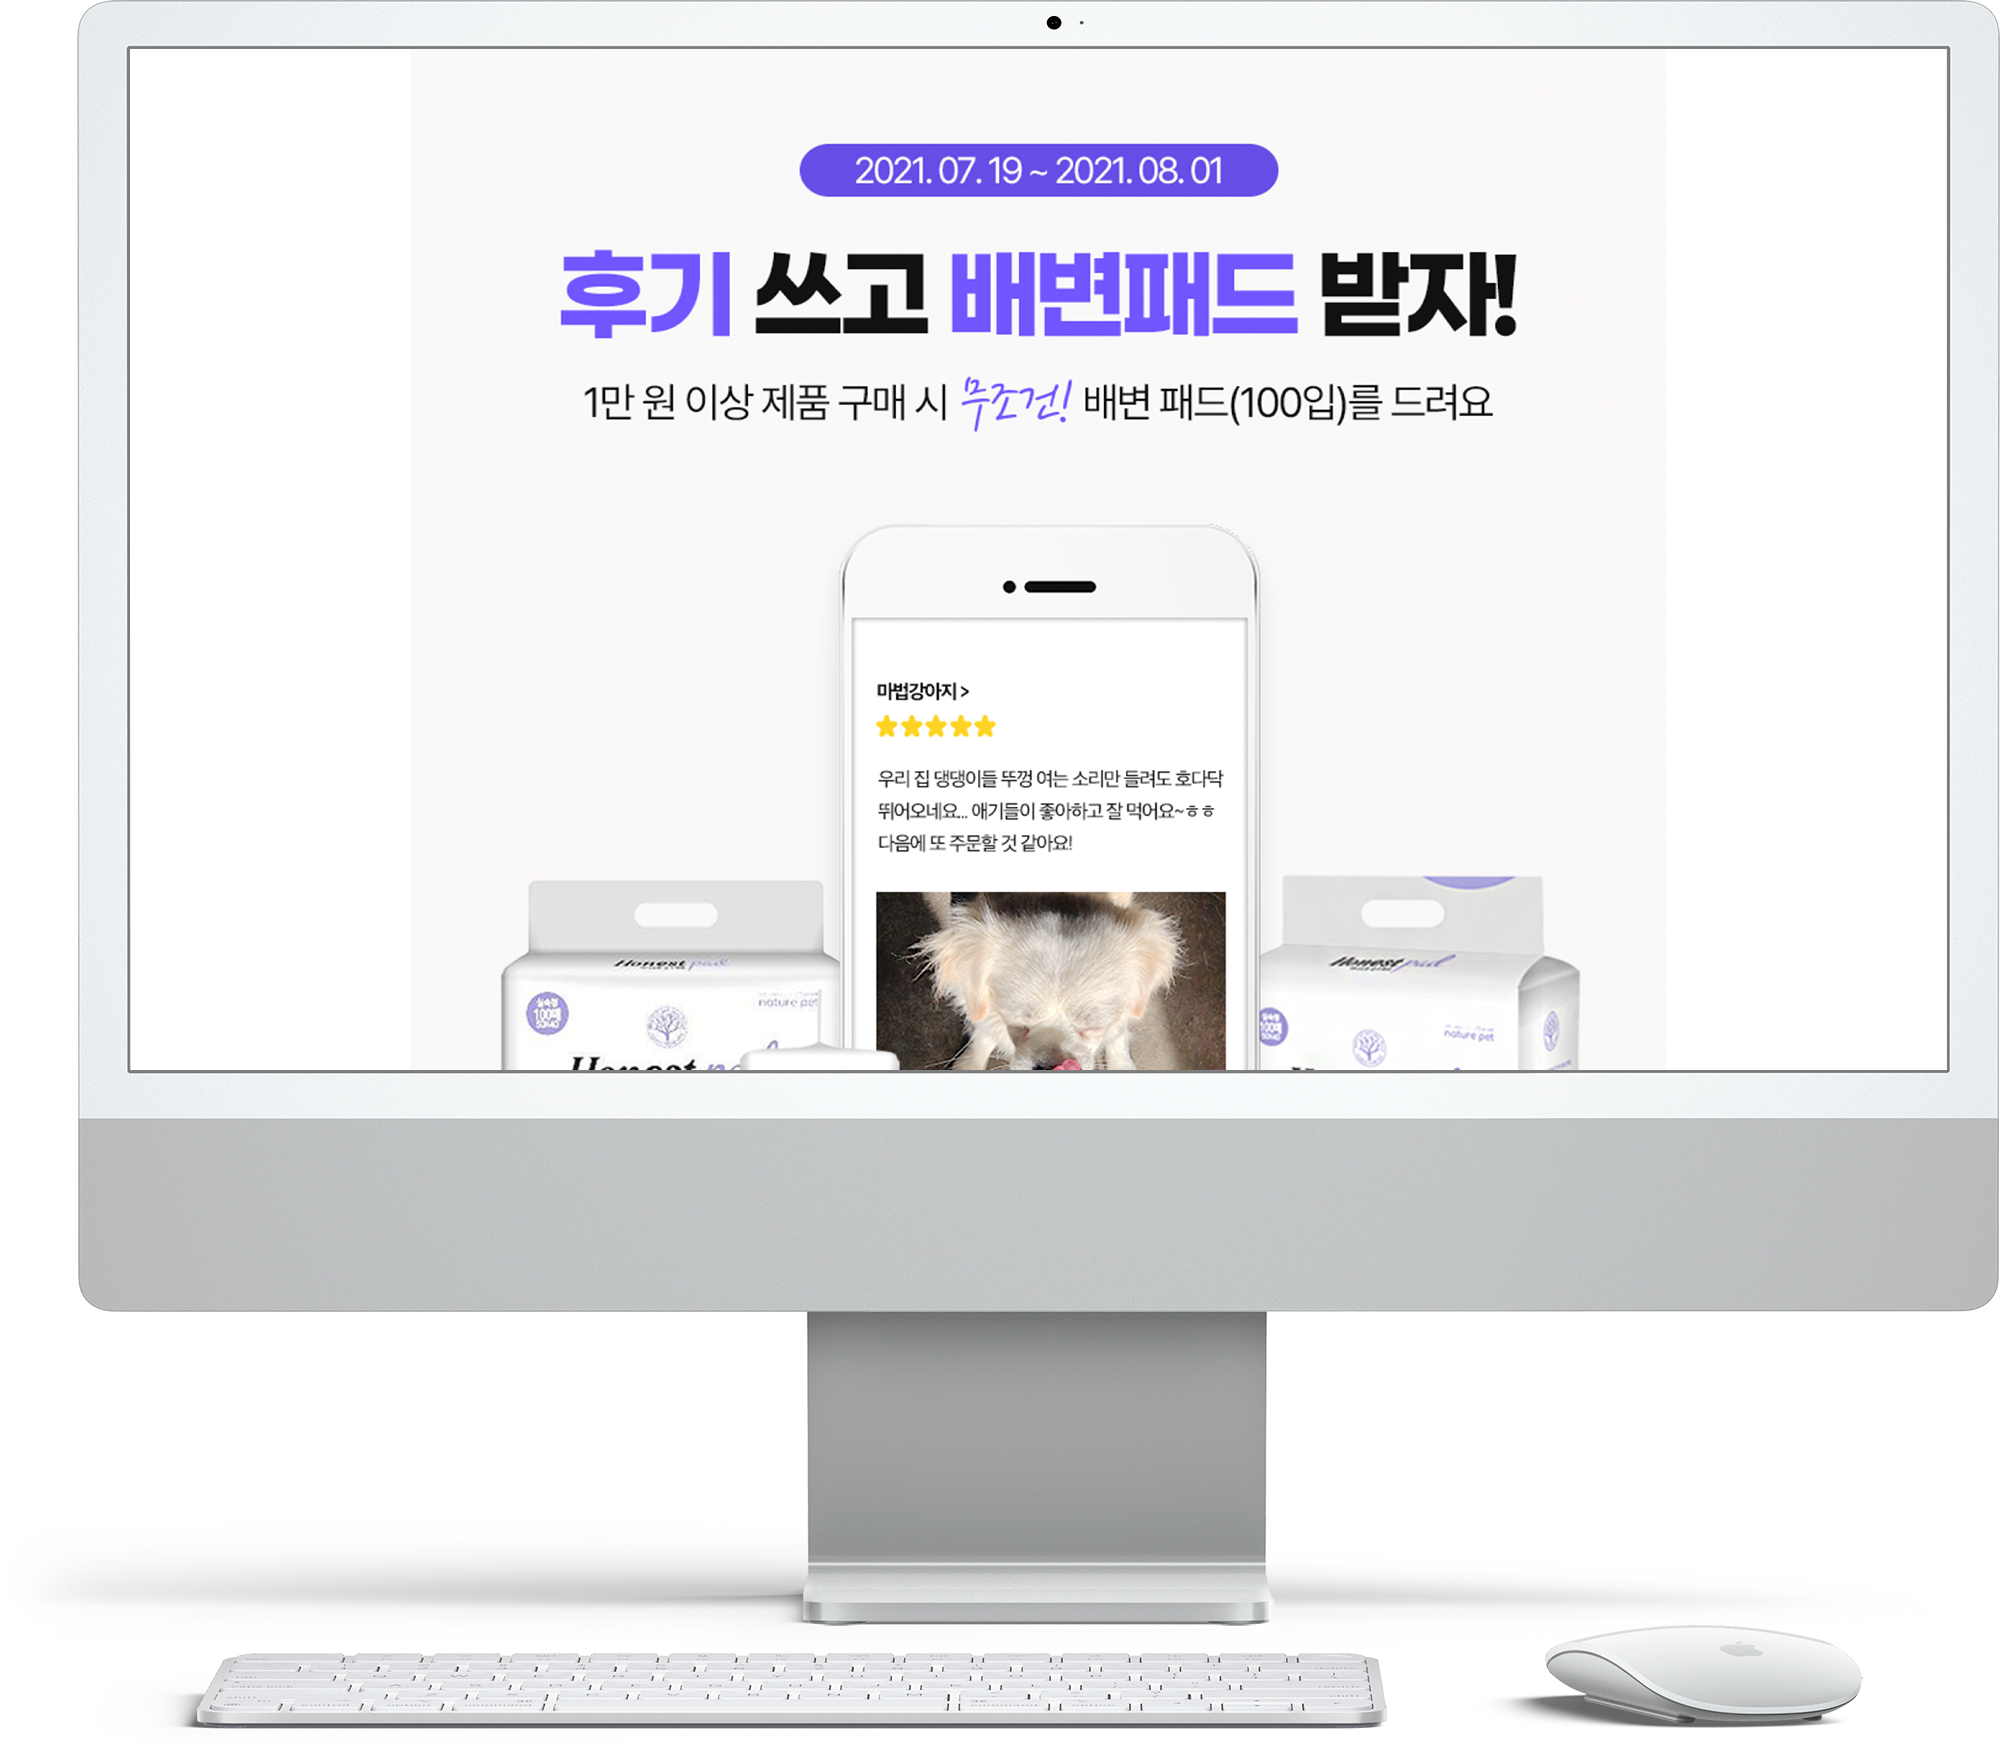 2021. 07. 19 ~ 2021. 08. 01
후기 쓰고 배변패드 받자!
1만 원 이상 제품 구매 시 무조건! 배변 패드(100입)를 드려요
마법강아지 >
우리 집 댕댕이들 뚜껑 여는 소리만 들려도 호다닥
뛰어오네요... 애기들이 좋아하고 잘 먹어요~ㅎㅎ
다음에 또 주문할 것 같아요!
Honest pad
nature pet
100매
Honest
Honest pad
100매
nature pet